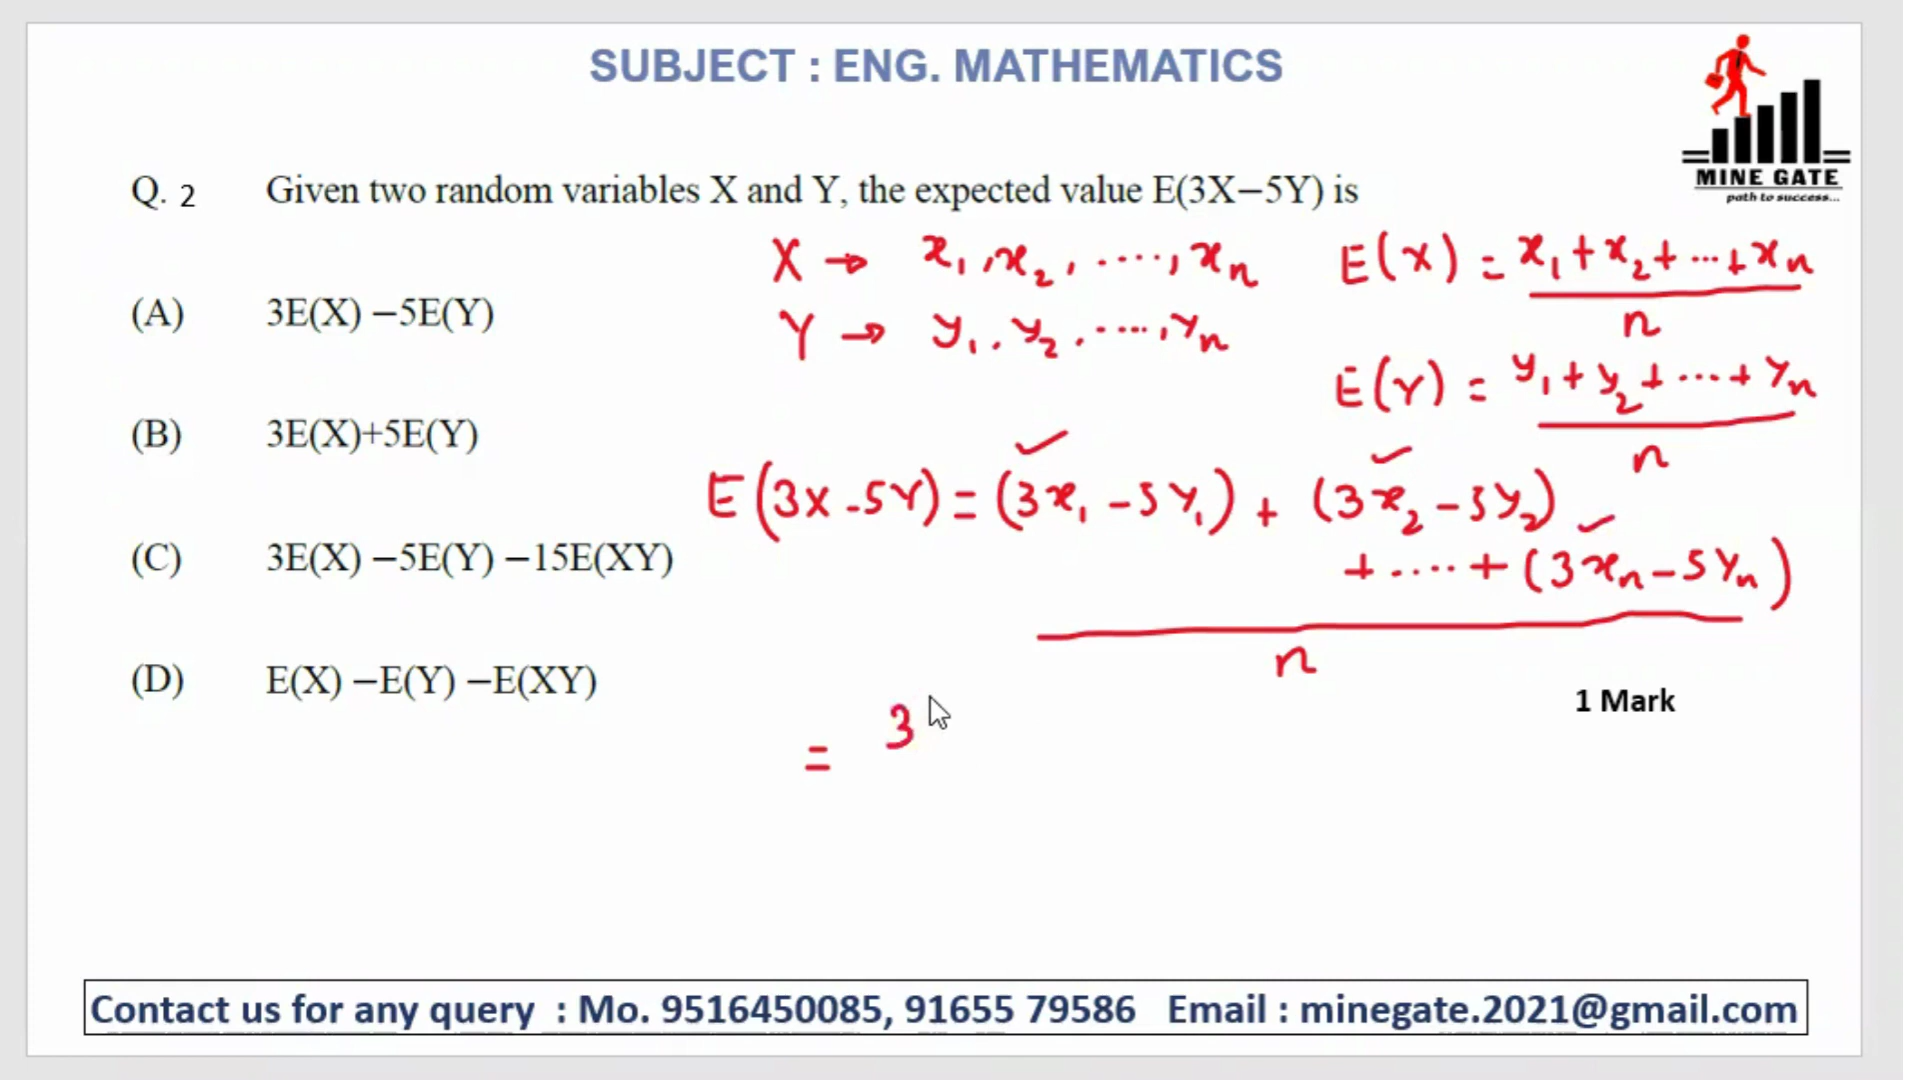 SUBJECT : ENG. MATHEMATICS
MINE GATE
path to success...
Q. 2 Given two random variables X and Y, the expected value E(3X−5Y) is
X → x₁, x₂, ....., xₙ
E(X) = x₁ + x₂ + ... + xₙ
n
(A) 3E(X) −5E(Y)
Y → y₁, y₂, ....., yₙ
E(Y) = y₁ + y₂ + ... + yₙ
n
(B) 3E(X)+5E(Y)
E(3X - 5Y) = (3x₁ - 5y₁) + (3x₂ - 5y₂)
+ ..... + (3xₙ - 5yₙ)
n
(C) 3E(X) −5E(Y) −15E(XY)
(D) E(X) −E(Y) −E(XY)
1 Mark
= 3
Contact us for any query : Mo. 9516450085, 91655 79586 Email : minegate.2021@gmail.com